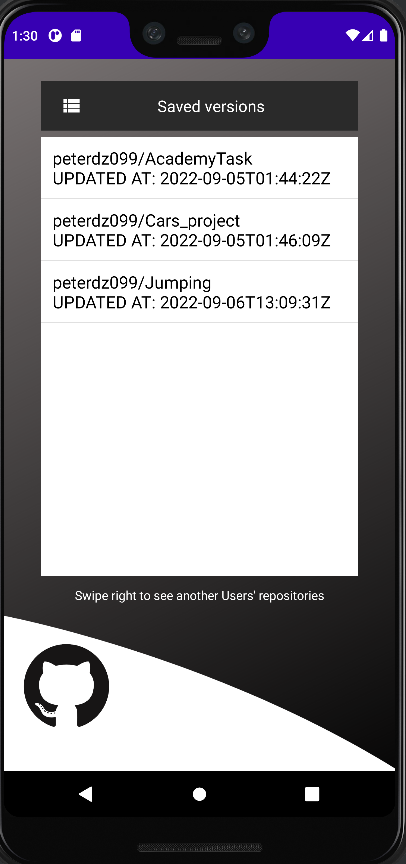 1:30
Saved versions
peterdz099/AcademyTask
UPDATED AT: 2022-09-05T01:44:22Z
peterdz099/Cars_project
UPDATED AT: 2022-09-05T01:46:09Z
peterdz099/Jumping
UPDATED AT: 2022-09-06T13:09:31Z
Swipe right to see another Users' repositories